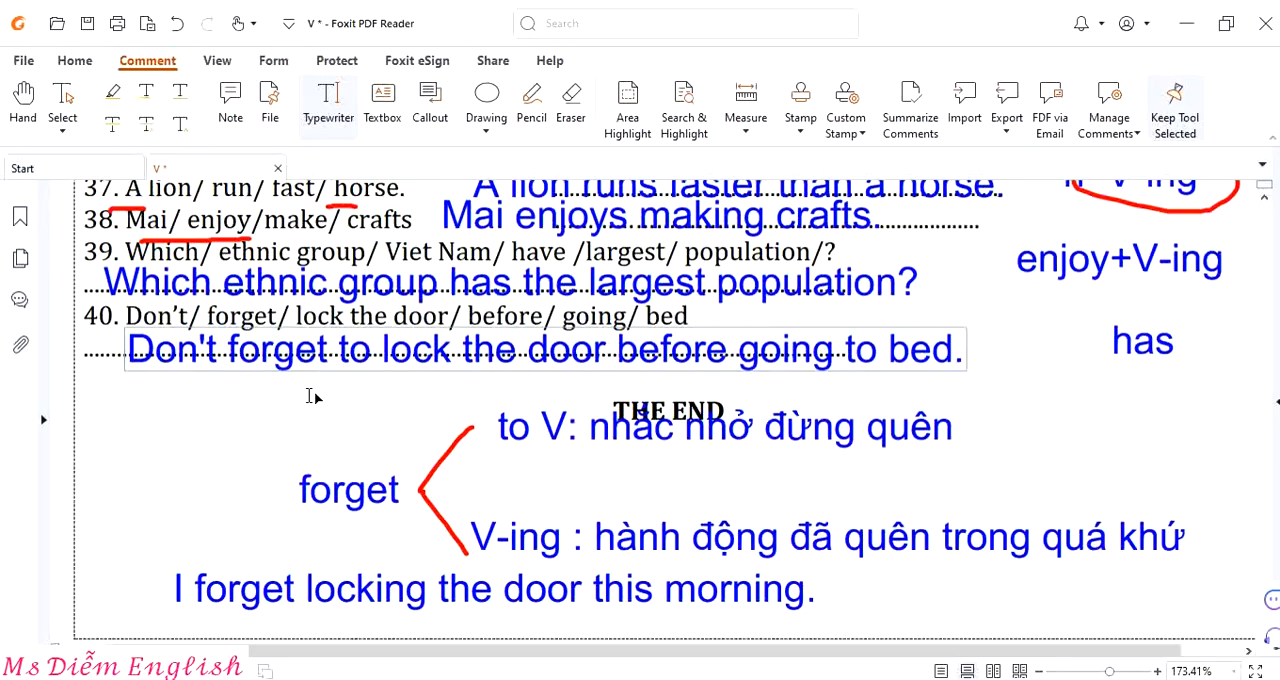 V * - Foxit PDF Reader
Search
File Home Comment View Form Protect Foxit eSign Share Help
Hand Select Note File Typewriter Textbox Callout Drawing Pencil Eraser Area Highlight Search & Highlight Measure Stamp Custom Stamp Summarize Comments Import Export PDF via Email Manage Comments Keep Tool Selected
Start V *
37. A lion/ run/ fast/ horse. A lion runs faster than a horse.
V-ing
38. Mai/ enjoy/make/ crafts Mai enjoys making crafts.
39. Which/ ethnic group/ Viet Nam/ have /largest/ population/? enjoy+V-ing
Which ethnic group has the largest population?
40. Don't/ forget/ lock the door/ before/ going/ bed
Don't forget to lock the door before going to bed. has
THE END
to V: nhắc nhở đừng quên
forget
V-ing : hành động đã quên trong quá khứ
I forget locking the door this morning.
Ms Diễm English
173.41%